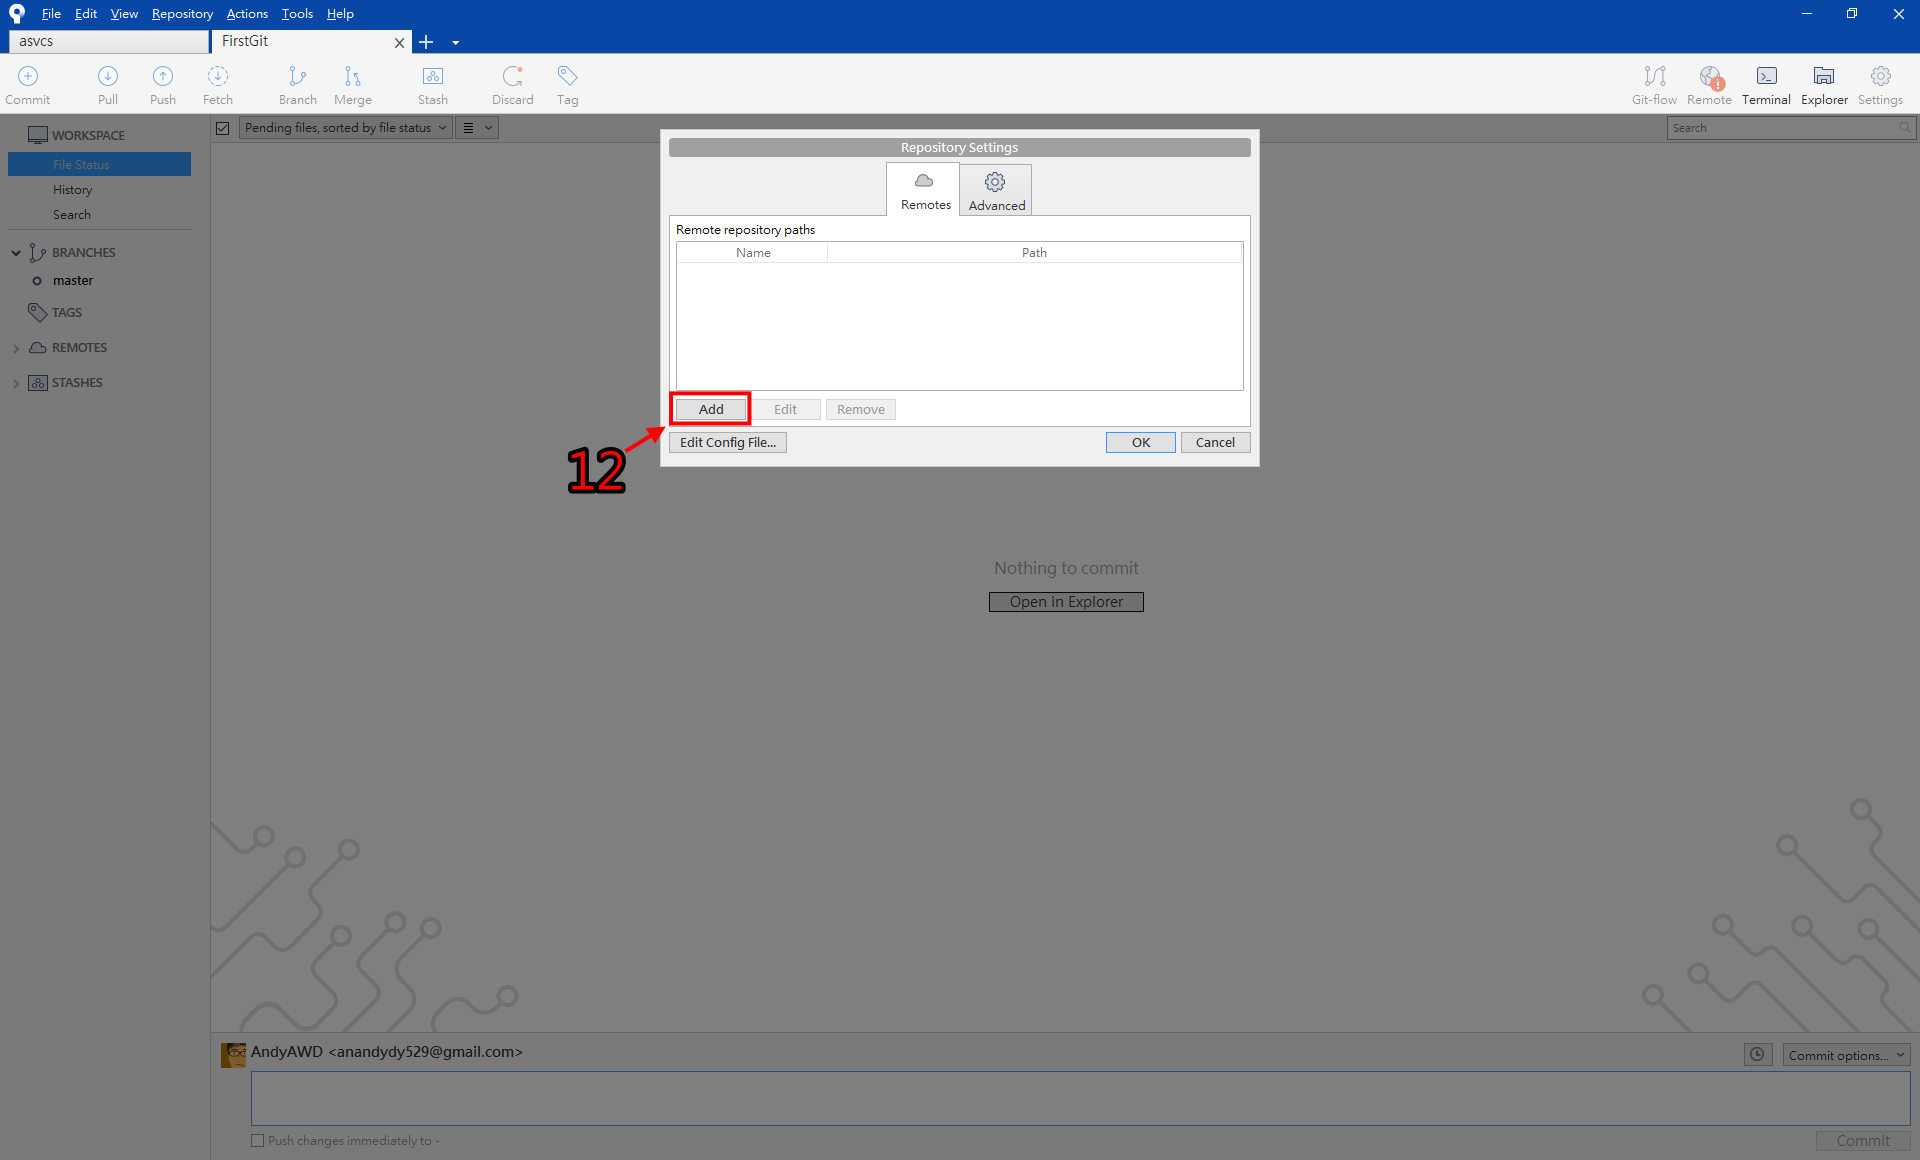 File Edit View Repository Actions Tools Help
asvcs FirstGit
Commit Pull Push Fetch Branch Merge Stash Discard Tag Git-flow Remote Terminal Explorer Settings
WORKSPACE
File Status
History
Search
BRANCHES
master
TAGS
REMOTES
STASHES
Pending files, sorted by file status
Search
Repository Settings
Remotes Advanced
Remote repository paths
Name Path
Add Edit Remove
Edit Config File... OK Cancel
12
Nothing to commit
Open in Explorer
AndyAWD <anandydy529@gmail.com>
Commit options...
Push changes immediately to -
Commit